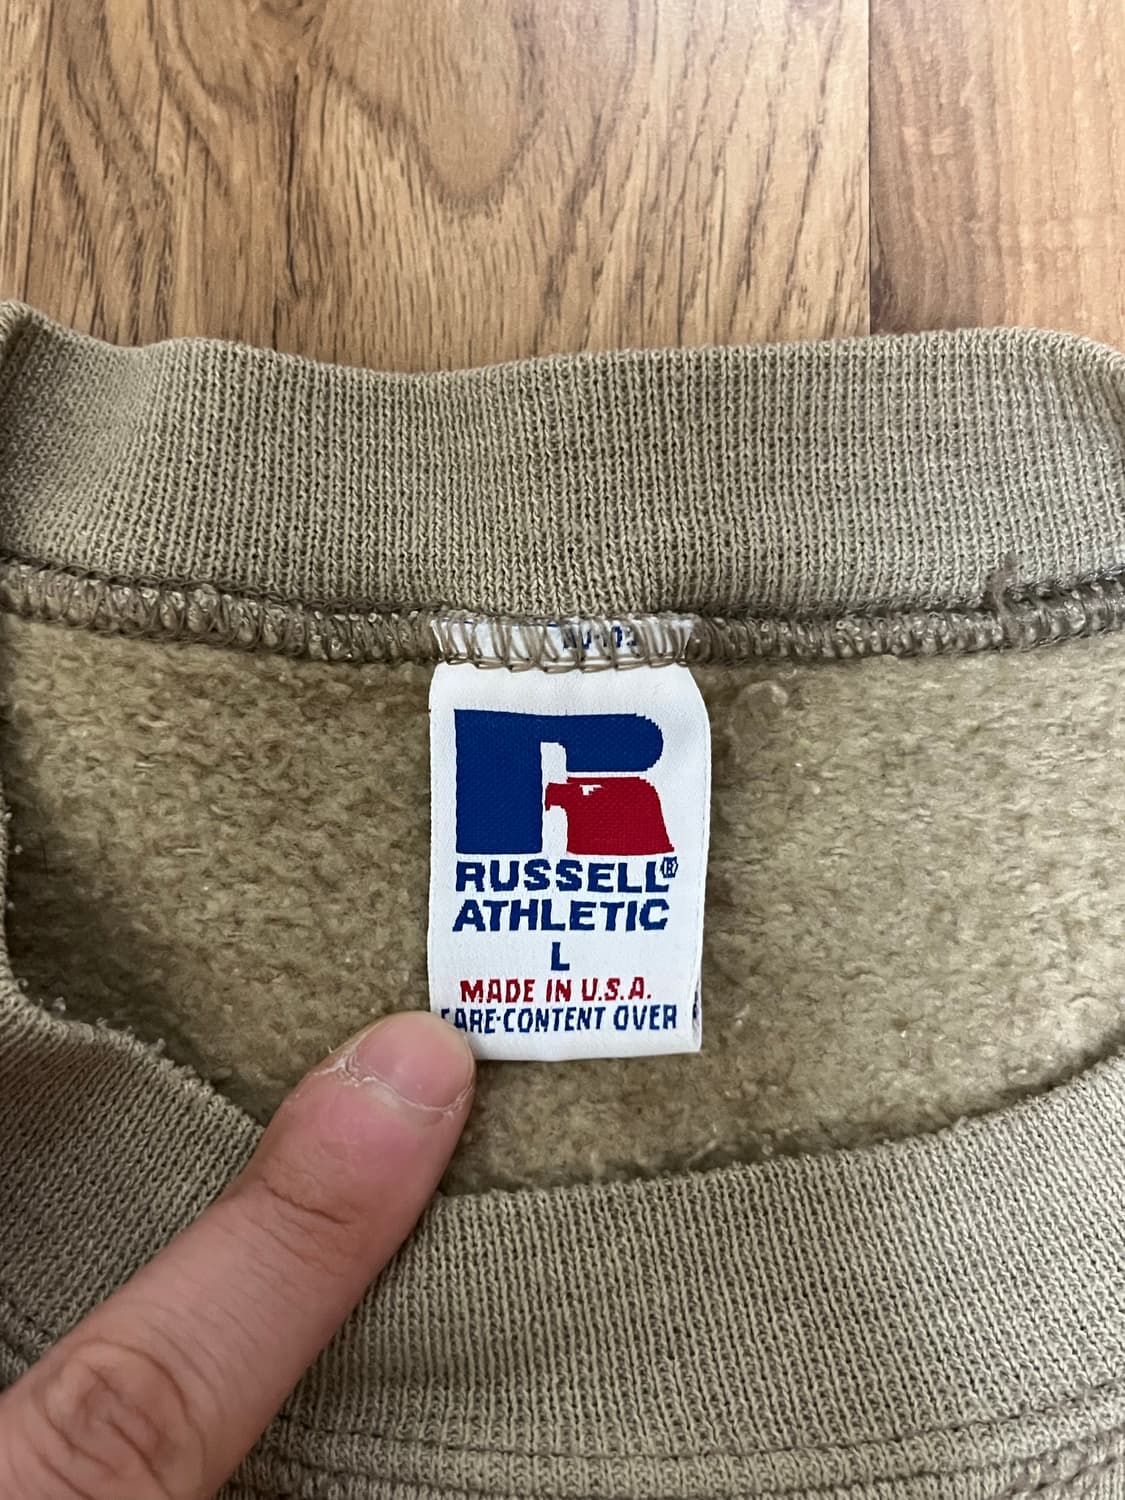 RUSSELL®
ATHLETIC
L
MADE IN U.S.A.
CARE-CONTENT OVER